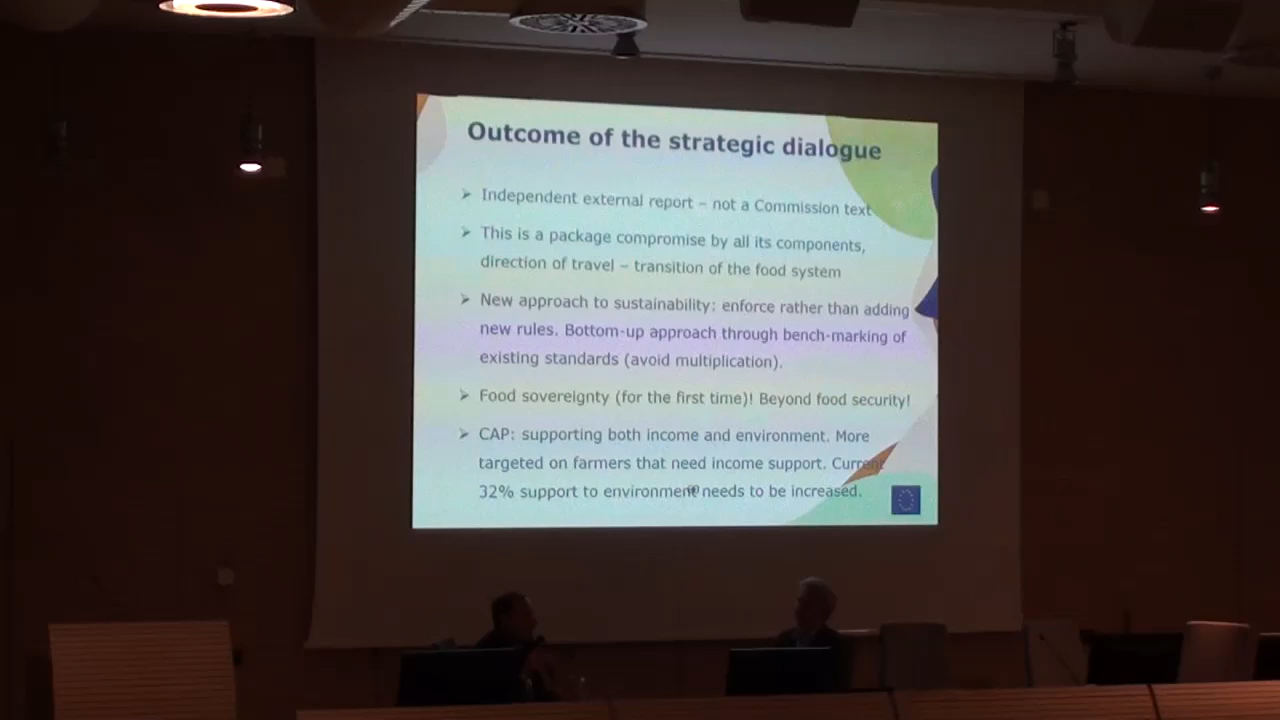 Outcome of the strategic dialogue
➢ Independent external report – not a Commission text
➢ This is a package compromise by all its components,
direction of travel – transition of the food system
➢ New approach to sustainability: enforce rather than adding
new rules. Bottom-up approach through bench-marking of
existing standards (avoid multiplication).
➢ Food sovereignty (for the first time)! Beyond food security!
➢ CAP: supporting both income and environment. More
targeted on farmers that need income support. Current
32% support to environment needs to be increased.